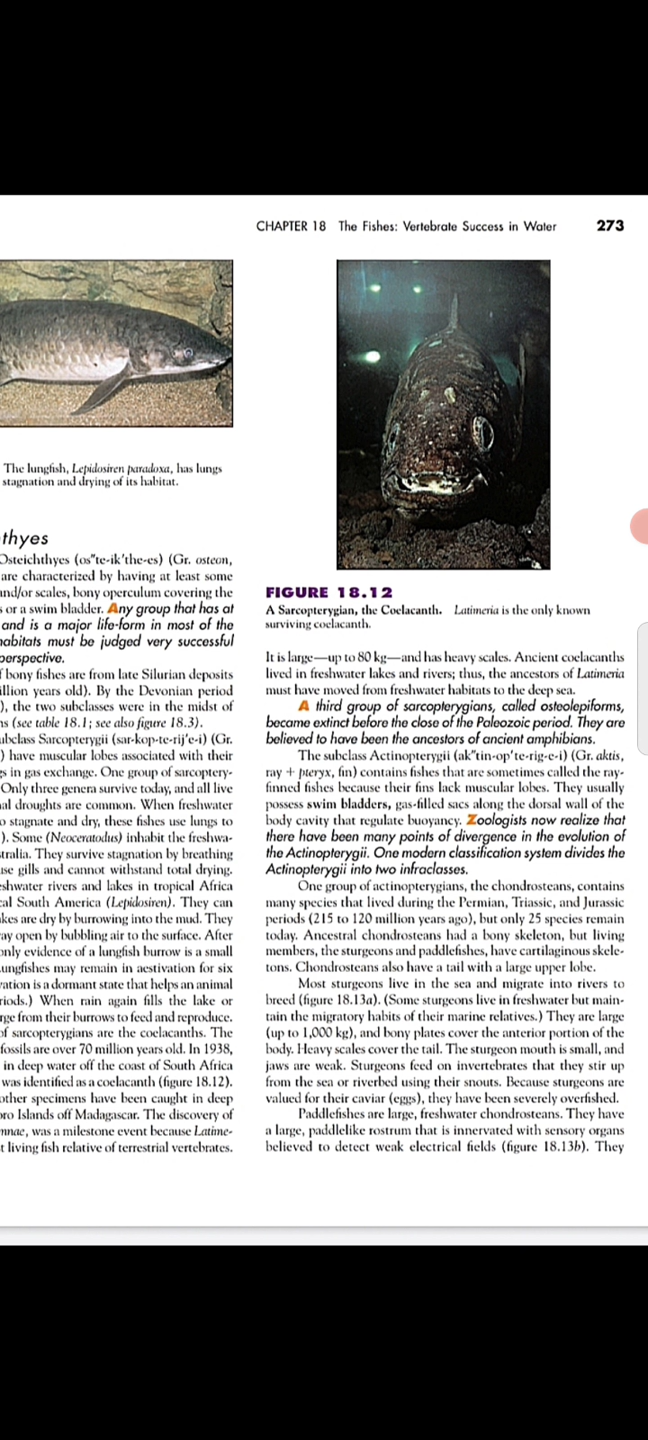 CHAPTER 18 The Fishes: Vertebrate Success in Water 273
The lungfish, Lepidosiren paradoxa, has lungs
stagnation and drying of its habitat.
thyes
Osteichthyes (os"te-ik'the-es) (Gr. osteon,
are characterized by having at least some
and/or scales, bony operculum covering the
s or a swim bladder. Any group that has at
and is a major life-form in most of the
habitats must be judged very successful
perspective.
f bony fishes are from late Silurian deposits
illion years old). By the Devonian period
), the two subclasses were in the midst of
ns (see table 18.1; see also figure 18.3).
ubclass Sarcopterygii (sar-kop-te-rij'e-i) (Gr.
) have muscular lobes associated with their
gs in gas exchange. One group of sarcoptery-
Only three genera survive today, and all live
nal droughts are common. When freshwater
o stagnate and dry, these fishes use lungs to
). Some (Neoceratodus) inhabit the freshwa-
stralia. They survive stagnation by breathing
use gills and cannot withstand total drying.
eshwater rivers and lakes in tropical Africa
cal South America (Lepidosiren). They can
akes are dry by burrowing into the mud. They
ay open by bubbling air to the surface. After
only evidence of a lungfish burrow is a small
Lungfishes may remain in aestivation for six
vation is a dormant state that helps an animal
riods.) When rain again fills the lake or
rge from their burrows to feed and reproduce.
of sarcopterygians are the coelacanths. The
fossils are over 70 million years old. In 1938,
in deep water off the coast of South Africa
was identified as a coelacanth (figure 18.12).
other specimens have been caught in deep
oro Islands off Madagascar. The discovery of
mnae, was a milestone event because Latime-
t living fish relative of terrestrial vertebrates.
FIGURE 18.12
A Sarcopterygian, the Coelacanth. Latimeria is the only known
surviving coelacanth.
It is large—up to 80 kg—and has heavy scales. Ancient coelacanths
lived in freshwater lakes and rivers; thus, the ancestors of Latimeria
must have moved from freshwater habitats to the deep sea.
A third group of sarcopterygians, called osteolepiforms,
became extinct before the close of the Paleozoic period. They are
believed to have been the ancestors of ancient amphibians.
The subclass Actinopterygii (ak"tin-op'te-rig-e-i) (Gr. aktis,
ray + pteryx, fin) contains fishes that are sometimes called the ray-
finned fishes because their fins lack muscular lobes. They usually
possess swim bladders, gas-filled sacs along the dorsal wall of the
body cavity that regulate buoyancy. Zoologists now realize that
there have been many points of divergence in the evolution of
the Actinopterygii. One modern classification system divides the
Actinopterygii into two infraclasses.
One group of actinopterygians, the chondrosteans, contains
many species that lived during the Permian, Triassic, and Jurassic
periods (215 to 120 million years ago), but only 25 species remain
today. Ancestral chondrosteans had a bony skeleton, but living
members, the sturgeons and paddlefishes, have cartilaginous skele-
tons. Chondrosteans also have a tail with a large upper lobe.
Most sturgeons live in the sea and migrate into rivers to
breed (figure 18.13a). (Some sturgeons live in freshwater but main-
tain the migratory habits of their marine relatives.) They are large
(up to 1,000 kg), and bony plates cover the anterior portion of the
body. Heavy scales cover the tail. The sturgeon mouth is small, and
jaws are weak. Sturgeons feed on invertebrates that they stir up
from the sea or riverbed using their snouts. Because sturgeons are
valued for their caviar (eggs), they have been severely overfished.
Paddlefishes are large, freshwater chondrosteans. They have
a large, paddlelike rostrum that is innervated with sensory organs
believed to detect weak electrical fields (figure 18.13b). They